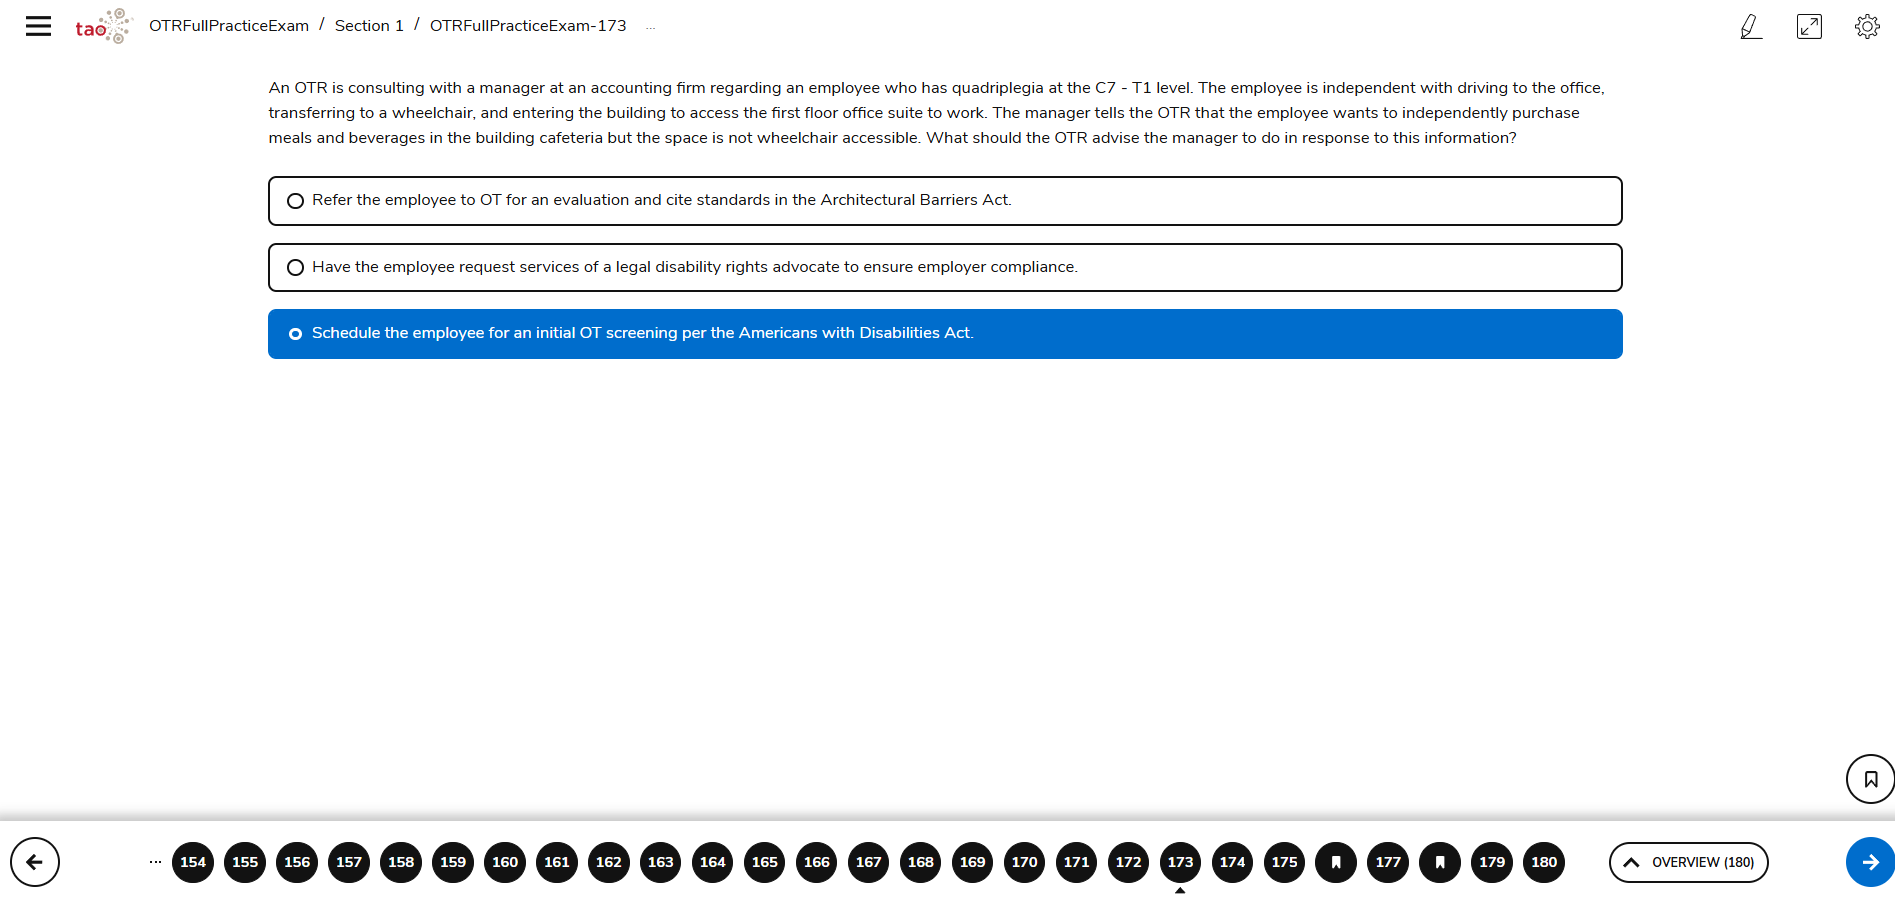 tao OTRFullPracticeExam / Section 1 / OTRFullPracticeExam-173 ...
An OTR is consulting with a manager at an accounting firm regarding an employee who has quadriplegia at the C7 - T1 level. The employee is independent with driving to the office,
transferring to a wheelchair, and entering the building to access the first floor office suite to work. The manager tells the OTR that the employee wants to independently purchase
meals and beverages in the building cafeteria but the space is not wheelchair accessible. What should the OTR advise the manager to do in response to this information?
Refer the employee to OT for an evaluation and cite standards in the Architectural Barriers Act.
Have the employee request services of a legal disability rights advocate to ensure employer compliance.
Schedule the employee for an initial OT screening per the Americans with Disabilities Act.
... 154 155 156 157 158 159 160 161 162 163 164 165 166 167 168 169 170 171 172 173 174 175 177 179 180 OVERVIEW (180)